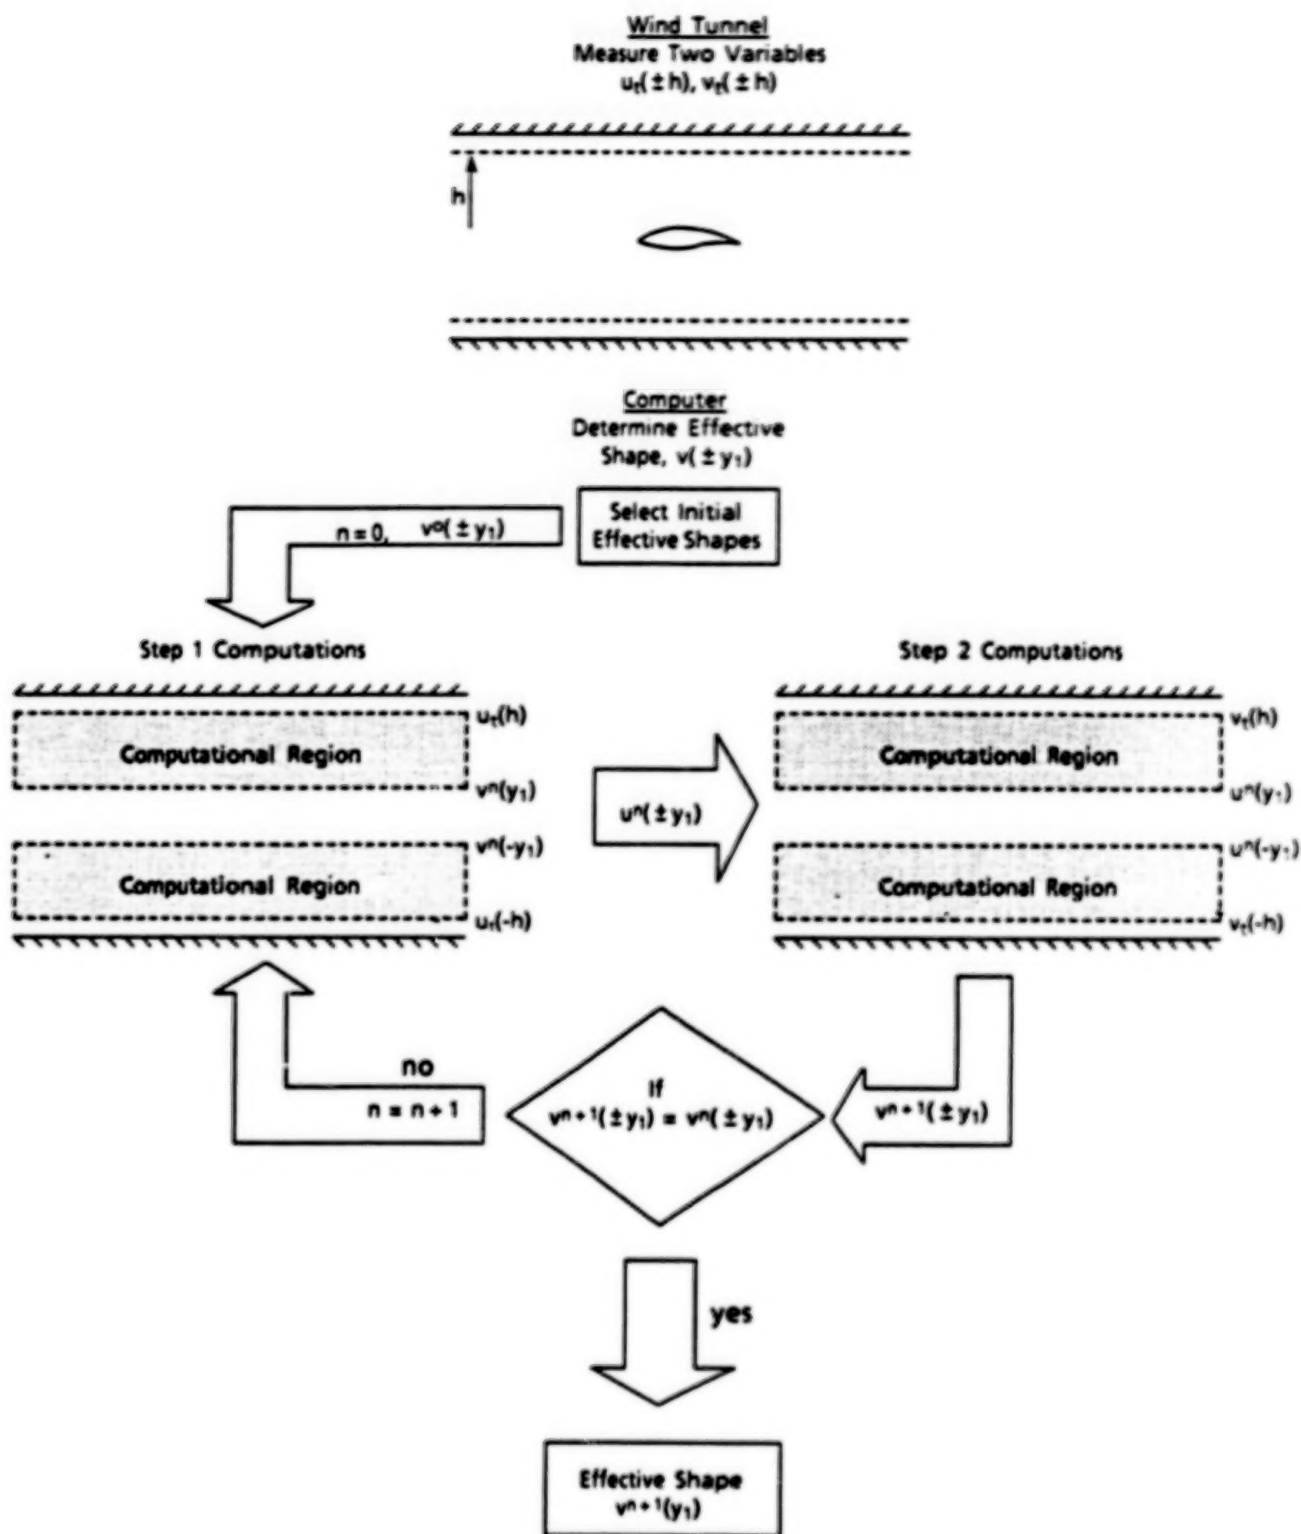 Wind Tunnel
Measure Two Variables
uₜ(±h), vₜ(±h)
h
Computer
Determine Effective
Shape, v(±y₁)
Select Initial
Effective Shapes
n = 0, v⁰(±y₁)
Step 1 Computations
uₜ(h)
Computational Region
vⁿ(y₁)
vⁿ(-y₁)
Computational Region
uₜ(-h)
uⁿ(±y₁)
Step 2 Computations
vₜ(h)
Computational Region
uⁿ(y₁)
uⁿ(-y₁)
Computational Region
vₜ(-h)
vⁿ⁺¹(±y₁)
If
vⁿ⁺¹(±y₁) = vⁿ(±y₁)
no
n = n + 1
yes
Effective Shape
vⁿ⁺¹(y₁)